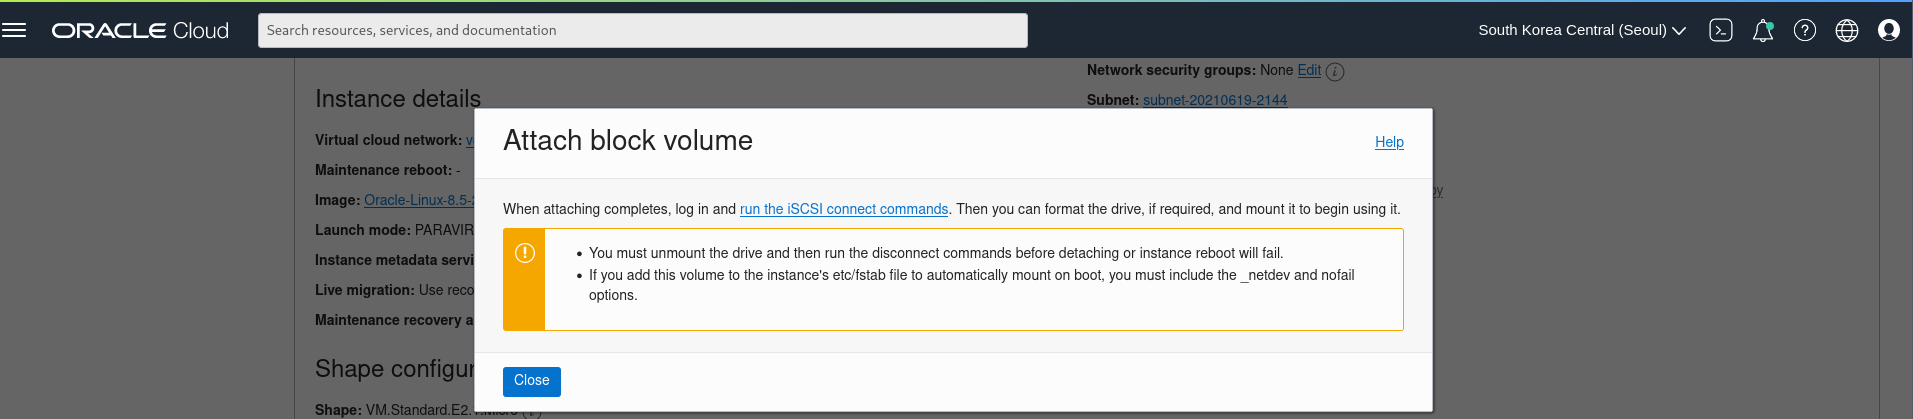 ORACLE Cloud
Search resources, services, and documentation
South Korea Central (Seoul)
Network security groups: None Edit
Instance details
Subnet: subnet-20210619-2144
Virtual cloud network:
Maintenance reboot: -
Image: Oracle-Linux-8.5-
Launch mode: PARAVIR
Instance metadata servi
Live migration: Use reco
Maintenance recovery a
Shape configur
Shape: VM.Standard.E2.1.Micro
by
Attach block volume
Help
When attaching completes, log in and run the iSCSI connect commands. Then you can format the drive, if required, and mount it to begin using it.
• You must unmount the drive and then run the disconnect commands before detaching or instance reboot will fail.
• If you add this volume to the instance's etc/fstab file to automatically mount on boot, you must include the _netdev and nofail
options.
Close